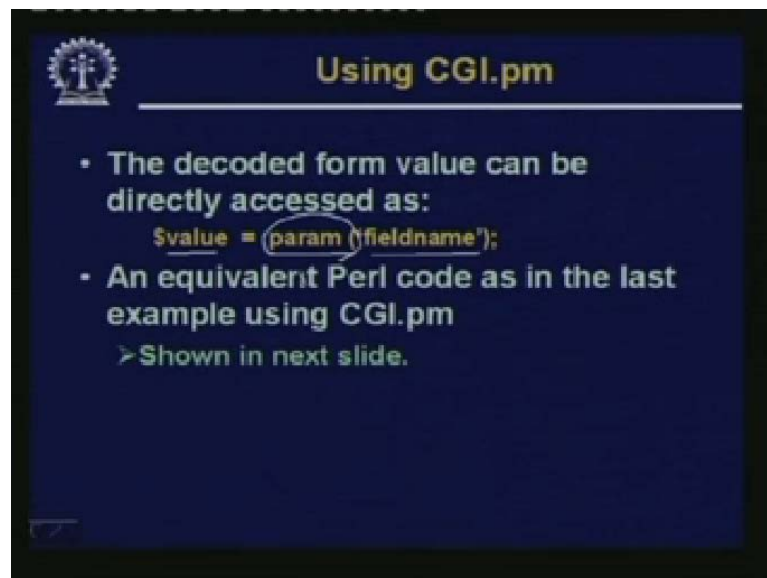 Using CGI.pm
• The decoded form value can be
directly accessed as:
$value = param ('fieldname');
• An equivalent Perl code as in the last
example using CGI.pm
➢Shown in next slide.